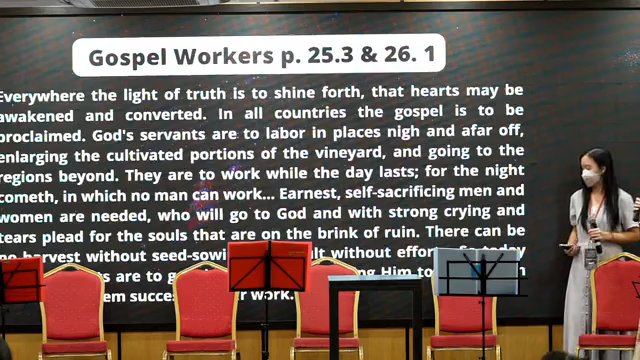 Gospel Workers p. 25.3 & 26. 1
Everywhere the light of truth is to shine forth, that hearts may be
awakened and converted. In all countries the gospel is to be
proclaimed. God's servants are to labor in places nigh and afar off,
enlarging the cultivated portions of the vineyard, and going to the
regions beyond. They are to work while the day lasts; for the night
cometh, in which no man can work... Earnest, self-sacrificing men and
women are needed, who will go to God and with strong crying and
tears plead for the souls that are on the brink of ruin. There can be
no harvest without seed-sowing without effort. So today
are to Him to
work.